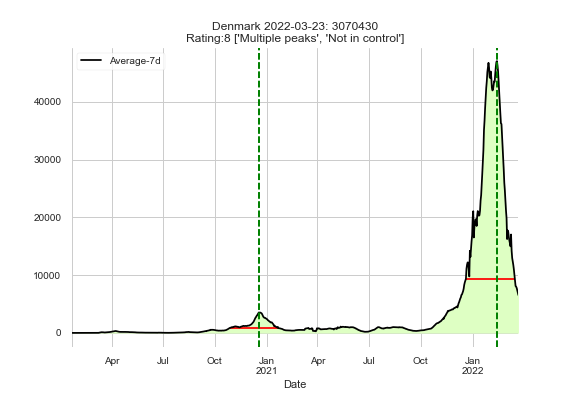 Denmark 2022-03-23: 3070430
Rating:8 ['Multiple peaks', 'Not in control']
Average-7d
40000
30000
20000
10000
0
Apr Jul Oct Jan Apr Jul Oct Jan
2021 2022
Date